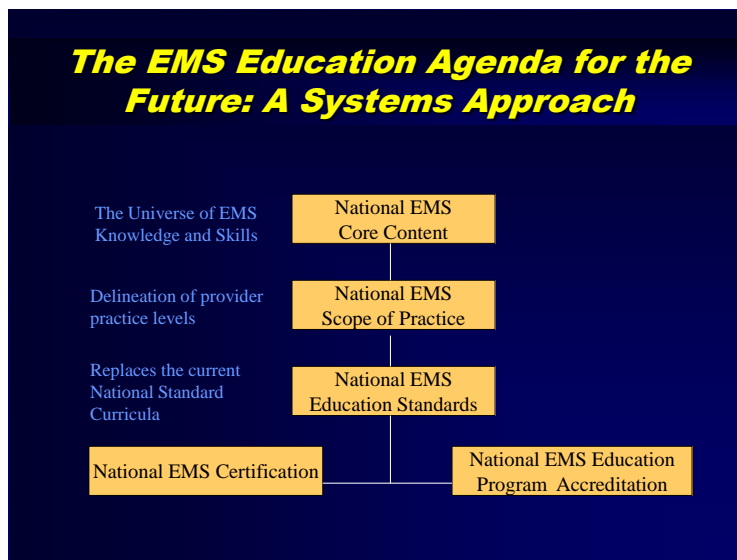 The EMS Education Agenda for the
Future: A Systems Approach
The Universe of EMS
Knowledge and Skills
National EMS
Core Content
Delineation of provider
practice levels
National EMS
Scope of Practice
Replaces the current
National Standard
Curricula
National EMS
Education Standards
National EMS Certification
National EMS Education
Program Accreditation